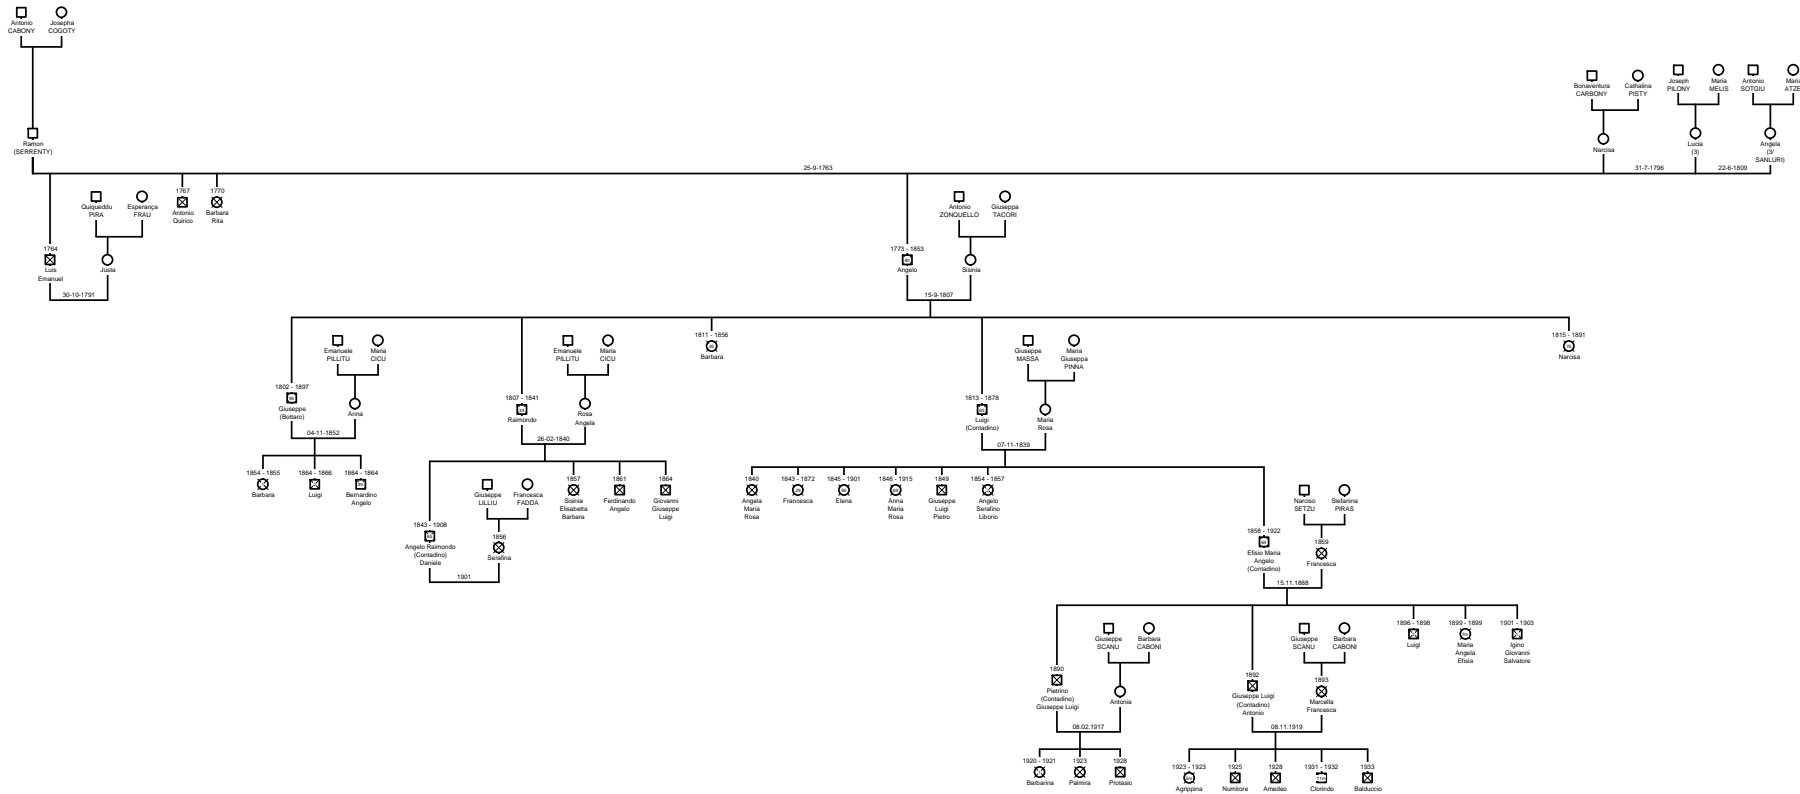 Antonio
CABONY
Josepha
COGOTY
Bonaventura
CARBONY
Cathalina
PISTY
Joseph
PILONY
Maria
MELIS
Antonio
SOTGIU
ATZE
Ramon
(SERRENTY)
Narcisa
Lucia
(3)
Angela
(3/
SANLURI)
25-9-1763
31-7-1796
22-6-1809
Quiqueddu
PIRA
Esperança
FRAU
1767
Antonio
Quirico
1770
Barbara
Rita
Antonio
ZONQUELLO
Giuseppa
TACORI
1764
Luis
Emanuel
Justa
30-10-1791
1773 - 1853
Angelo
Sisinia
15-9-1807
Emanuele
PILLITU
Maria
CICU
Emanuele
PILLITU
Maria
CICU
1811 - 1856
Barbara
Giuseppe
MASSA
Maria
Giuseppa
PINNA
1815 - 1891
Narcisa
1802 - 1897
Giuseppe
(Bottaro)
Anna
04-11-1852
1807 - 1841
Raimondo
Rosa
Angela
26-02-1840
1813 - 1878
Luigi
(Contadino)
Maria
Rosa
07-11-1839
1854 - 1855
Barbara
1864 - 1866
Luigi
1864 - 1864
Bernardino
Angelo
Giuseppe
LILLIU
Francesca
FADDA
1857
Sisinia
Elisabetta
Barbara
1861
Ferdinando
Angelo
1864
Giovanni
Giuseppe
Luigi
1840
Angela
Maria
Rosa
1843 - 1872
Francesca
1845 - 1901
Elena
1846 - 1915
Anna
Maria
Rosa
1849
Giuseppe
Luigi
Pietro
1854 - 1857
Angelo
Serafino
Liborio
Narciso
SETZU
Stefanina
PIRAS
1843 - 1908
Angelo Raimondo
(Contadino)
Daniele
1856
Serafina
1901
1858 - 1922
Efisio Maria
Angelo
(Contadino)
1859
Francesca
15.11.1888
Giuseppe
SCANU
Barbara
CABONI
Giuseppe
SCANU
Barbara
CABONI
1896 - 1898
Luigi
1899 - 1899
Maria
Angela
Efisia
1901 - 1903
Igino
Giovanni
Salvatore
1890
Pietrino
(Contadino)
Giuseppe Luigi
Antonia
08.02.1917
1892
Giuseppe Luigi
(Contadino)
Antonio
1893
Marcella
Francesca
08.11.1919
1920 - 1921
Barbarina
1923
Palmira
1928
Protasio
1923 - 1923
Agrippina
1925
Numitore
1928
Amedeo
1931 - 1932
Clorindo
1933
Balduccio